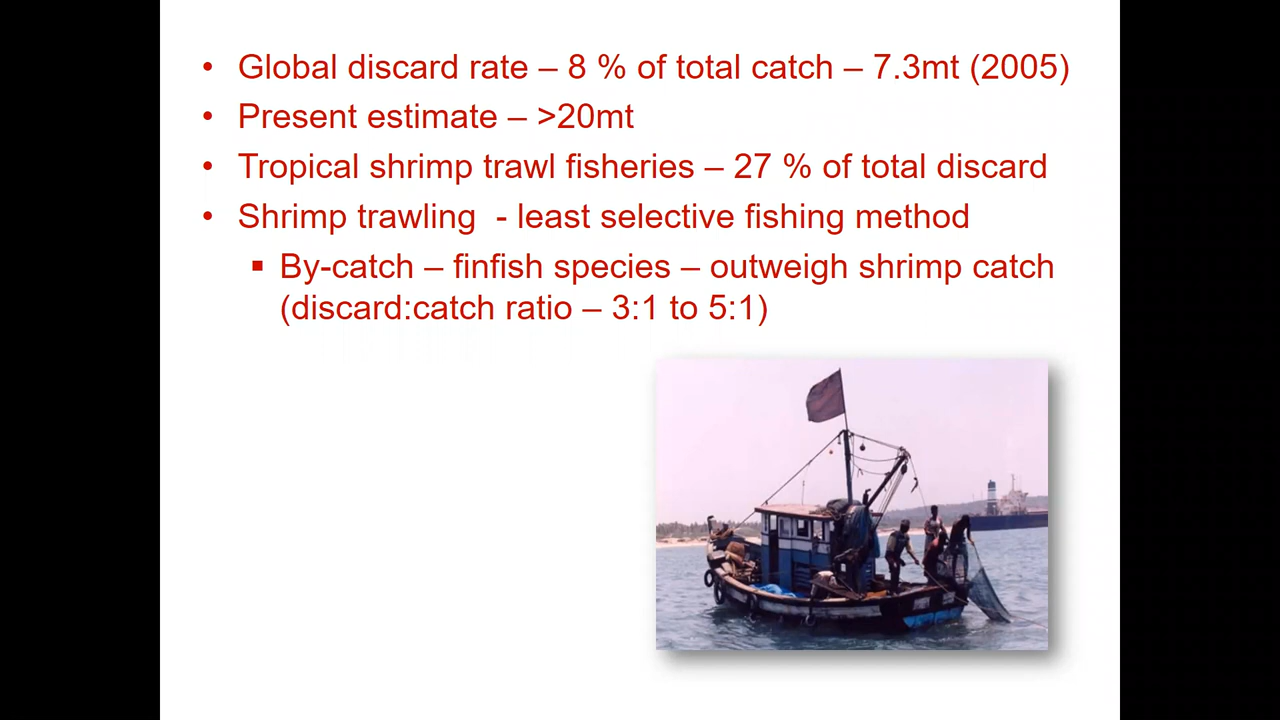 • Global discard rate – 8 % of total catch – 7.3mt (2005)
• Present estimate – >20mt
• Tropical shrimp trawl fisheries – 27 % of total discard
• Shrimp trawling  - least selective fishing method
▪ By-catch – finfish species – outweigh shrimp catch
(discard:catch ratio – 3:1 to 5:1)